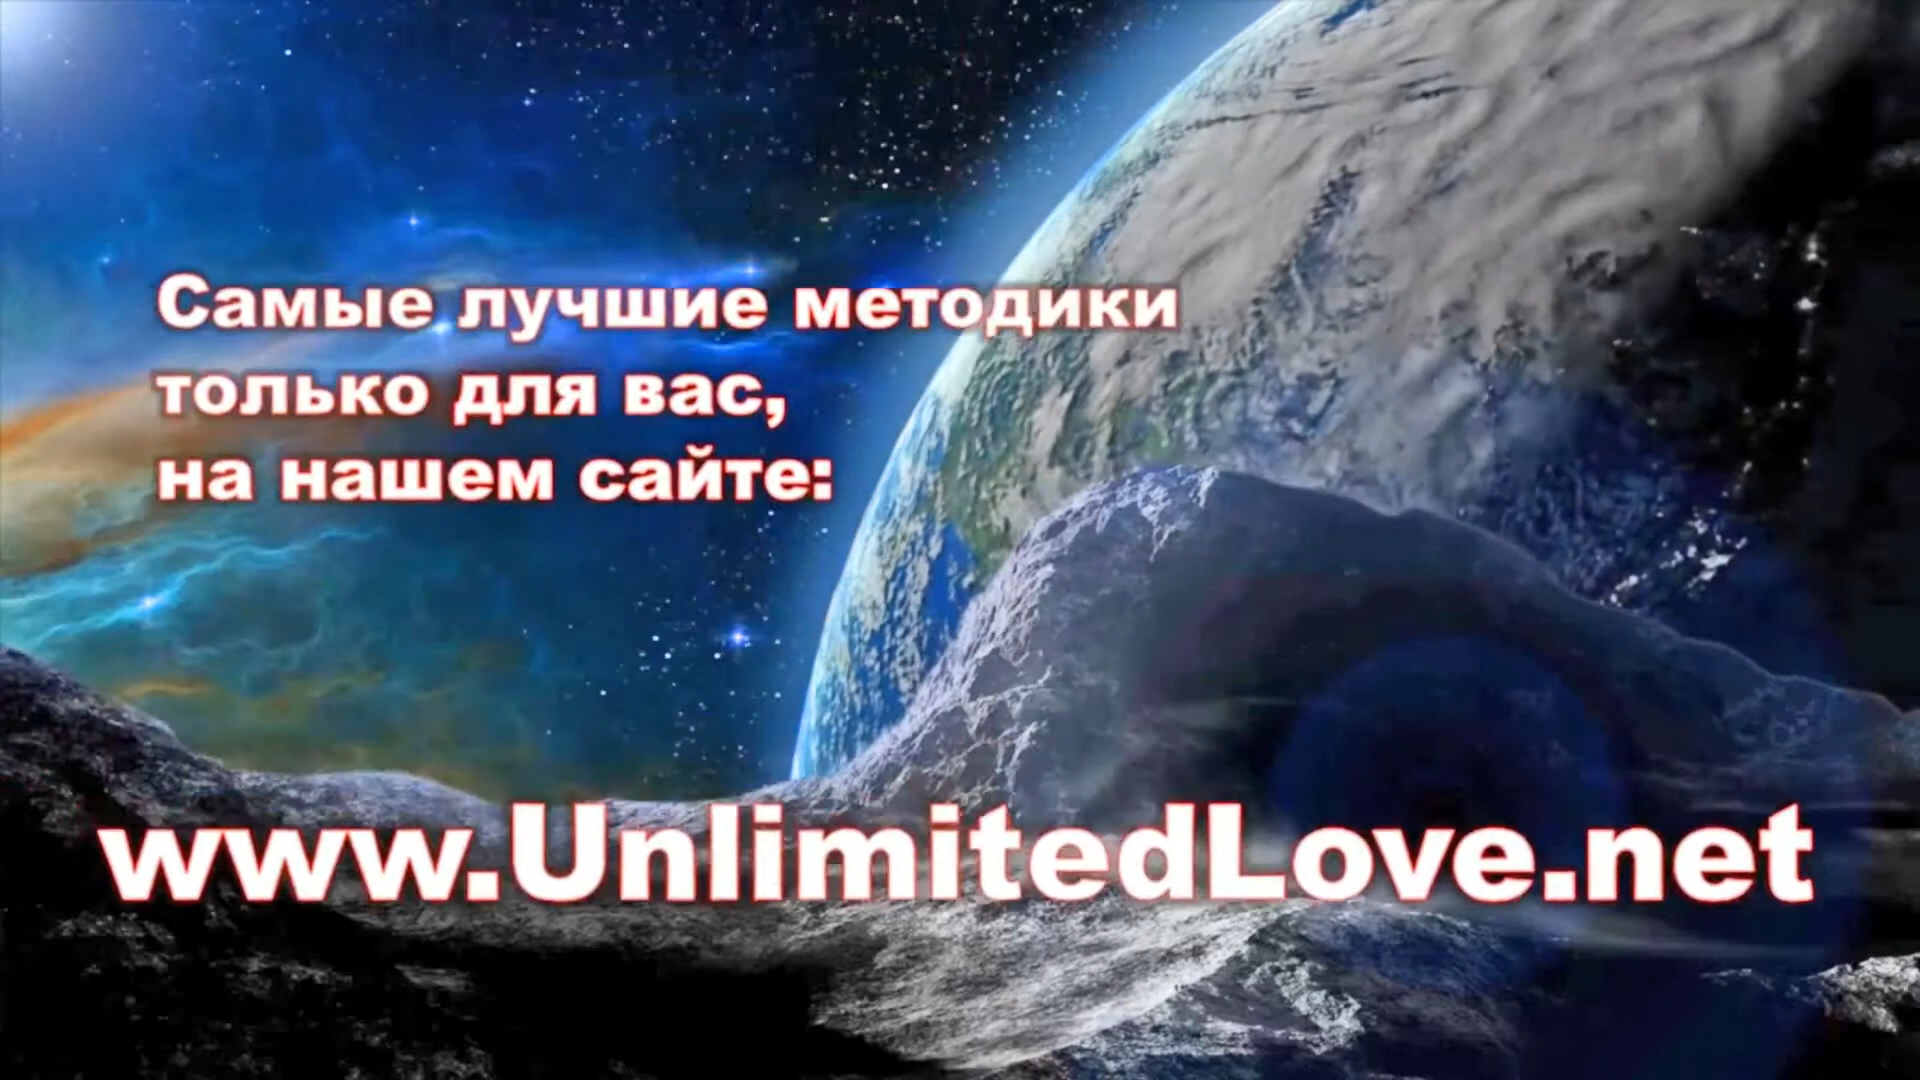 Самые лучшие методики
только для вас,
на нашем сайте:
www.UnlimitedLove.net